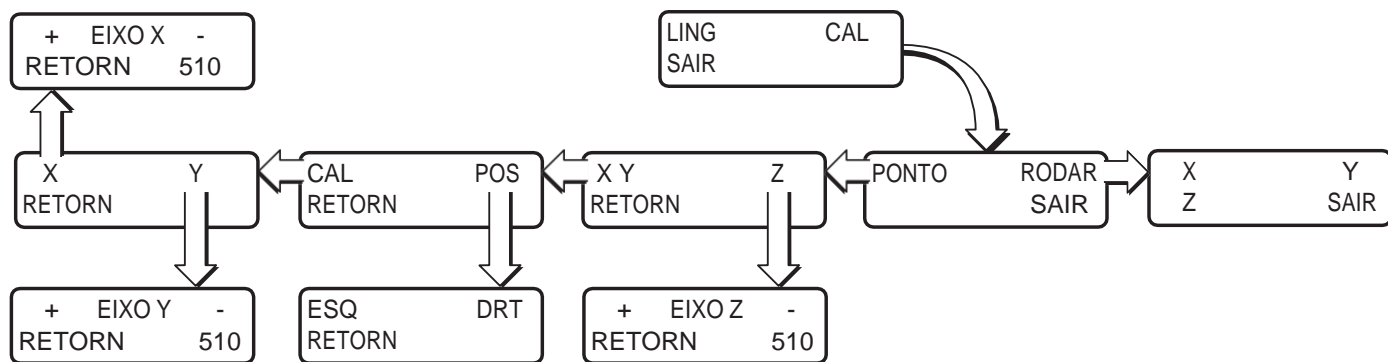 + EIXO X -
RETORN 510
LING CAL
SAIR
X Y
RETORN
CAL POS
RETORN
X Y Z
RETORN
PONTO RODAR
SAIR
X Y
Z SAIR
+ EIXO Y -
RETORN 510
ESQ DRT
RETORN
+ EIXO Z -
RETORN 510